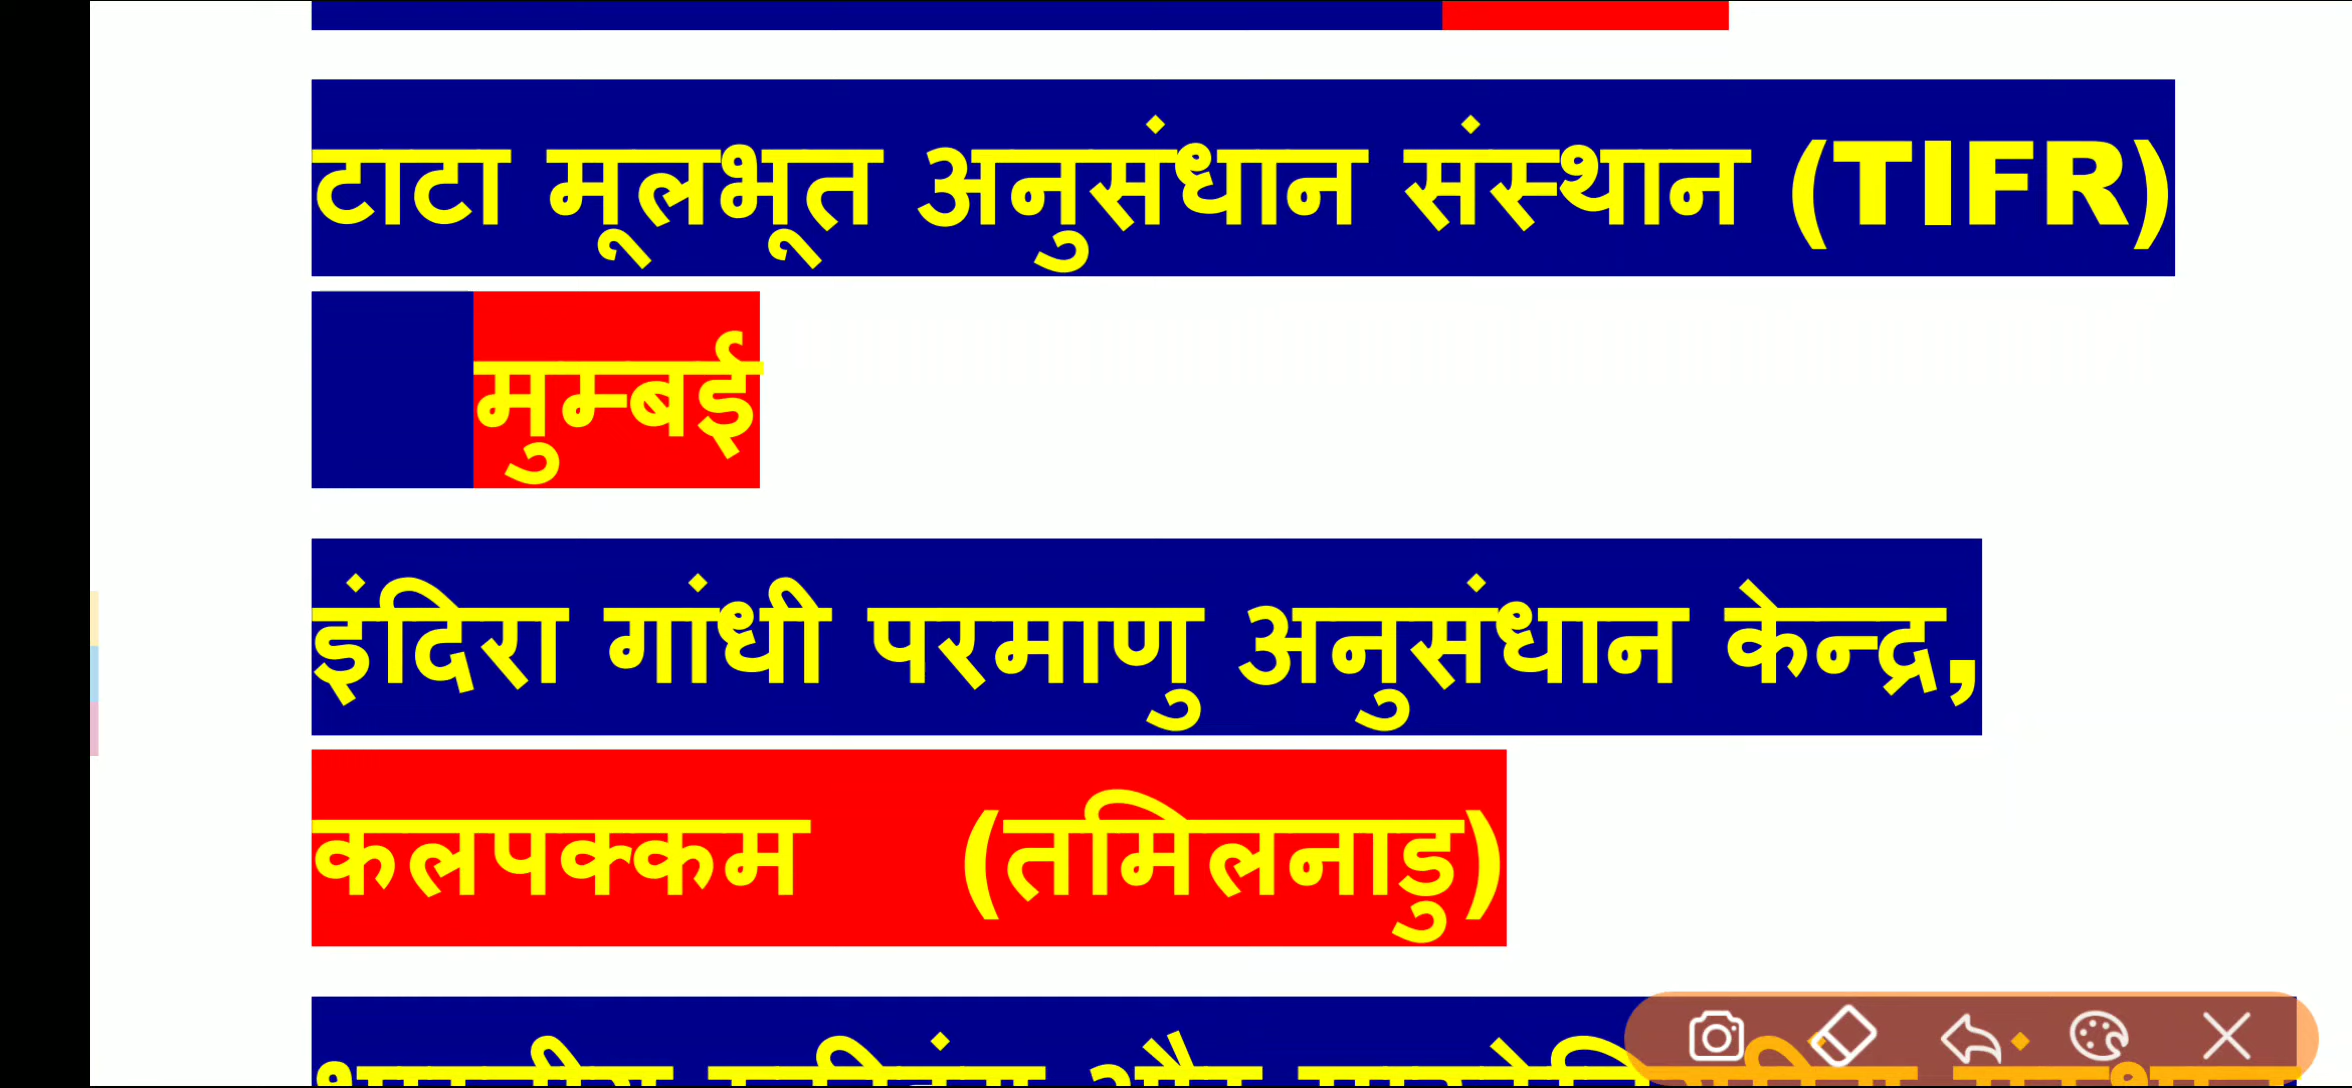 टाटा मूलभूत अनुसंधान संस्थान (TIFR)
मुम्बई
इंदिरा गांधी परमाणु अनुसंधान केन्द्र,
कलपक्कम (तमिलनाडु)